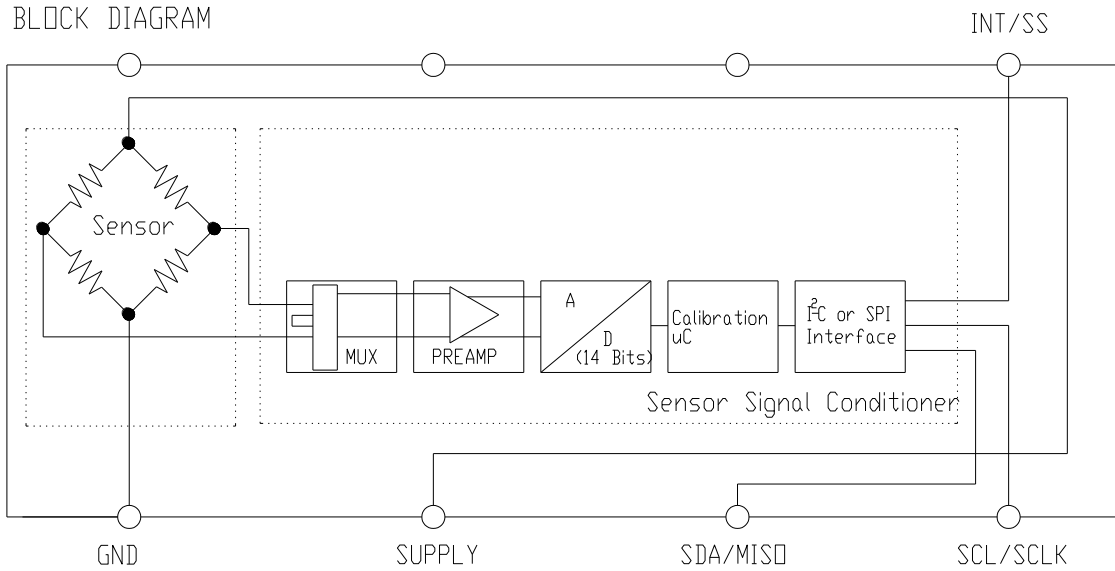 BLOCK DIAGRAM
INT/SS
Sensor
A
D
(14 Bits)
MUX
PREAMP
Calibration
uC
I²C or SPI
Interface
Sensor Signal Conditioner
GND
SUPPLY
SDA/MISO
SCL/SCLK